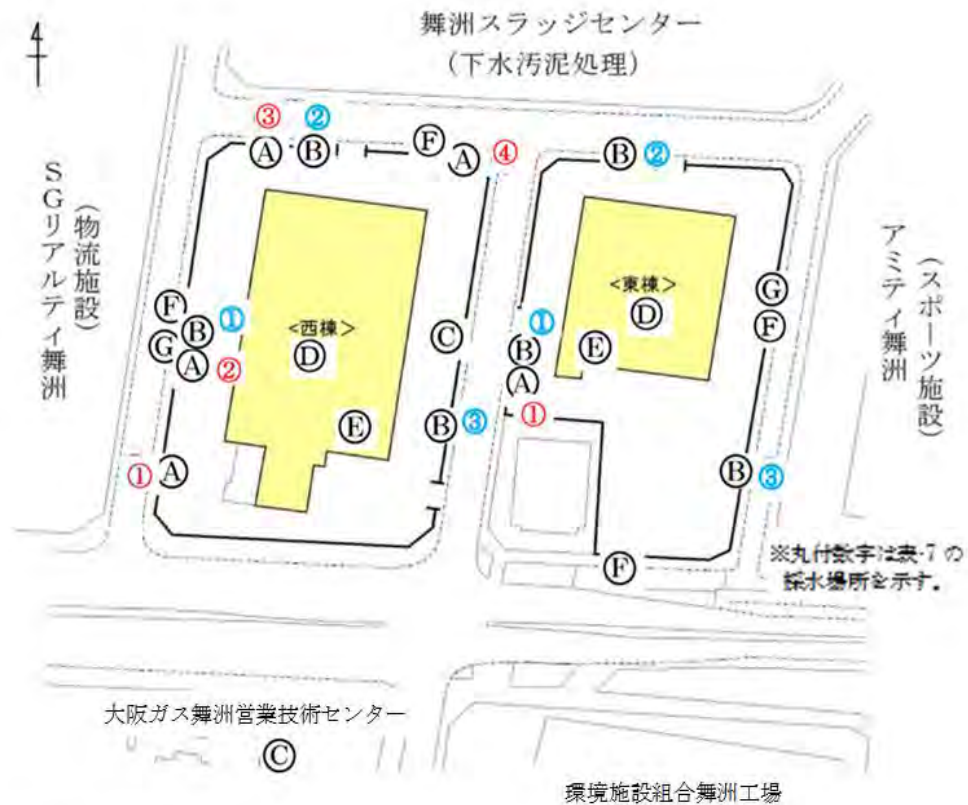 4
舞洲スラッジセンター
(下水汚泥処理)
③ ②
Ⓐ Ⓑ Ⓕ Ⓐ ④
Ⓑ ②
SGリアルティ舞洲
(物流施設)
Ⓕ
Ⓑ ①
Ⓖ Ⓐ ②
<西棟>
Ⓓ
Ⓔ
Ⓒ
Ⓑ ③
① Ⓐ
<東棟>
Ⓓ
Ⓔ
①
Ⓑ
Ⓐ
①
Ⓖ
Ⓕ
Ⓑ ③
Ⓕ
アミティ舞洲
(スポーツ施設)
※丸付数字は表-7の
採水場所を示す。
大阪ガス舞洲営業技術センター
Ⓒ
環境施設組合舞洲工場